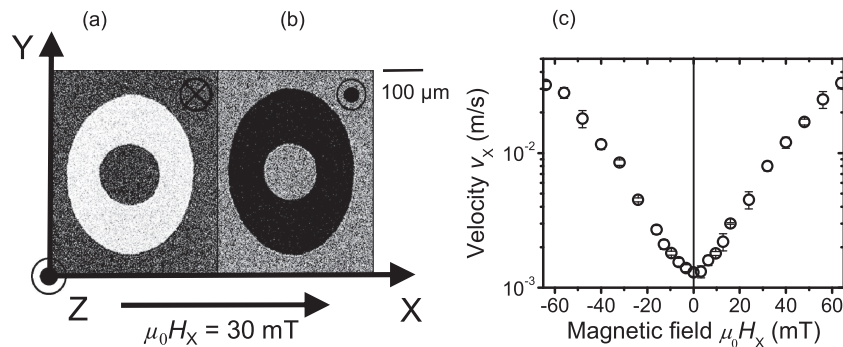 (a)
(b)
(c)
Y
100 µm
Z
X
µ₀Hₓ = 30 mT
Velocity vₓ (m/s)
10⁻²
10⁻³
-60 -40 -20 0 20 40 60
Magnetic field µ₀Hₓ (mT)